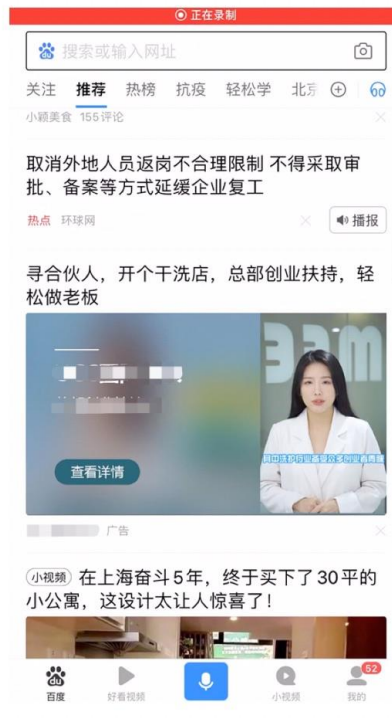 正在录制
搜索或输入网址
关注 推荐 热榜 抗疫 轻松学 北京
小颖美食 155评论
取消外地人员返岗不合理限制 不得采取审
批、备案等方式延缓企业复工
热点 环球网 播报
寻合伙人，开个干洗店，总部创业扶持，轻
松做老板
查看详情
广告
小视频 在上海奋斗5年，终于买下了30平的
小公寓，这设计太让人惊喜了！
52
百度 好看视频 小视频 我的